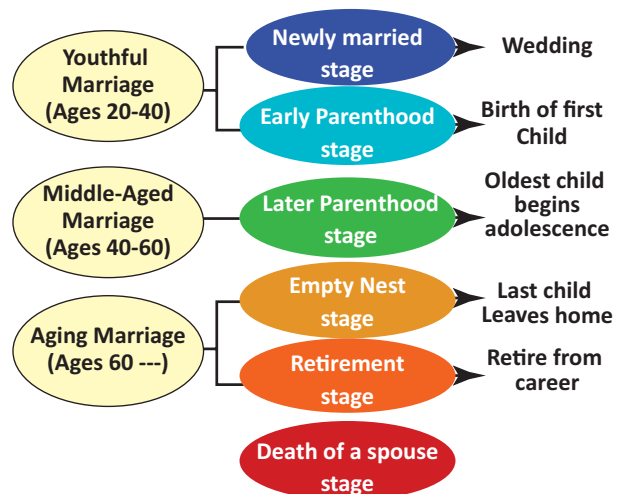 Youthful
Marriage
(Ages 20-40)
Newly married
stage
Wedding
Early Parenthood
stage
Birth of first
Child
Middle-Aged
Marriage
(Ages 40-60)
Later Parenthood
stage
Oldest child
begins
adolescence
Aging Marriage
(Ages 60 ---)
Empty Nest
stage
Last child
Leaves home
Retirement
stage
Retire from
career
Death of a spouse
stage